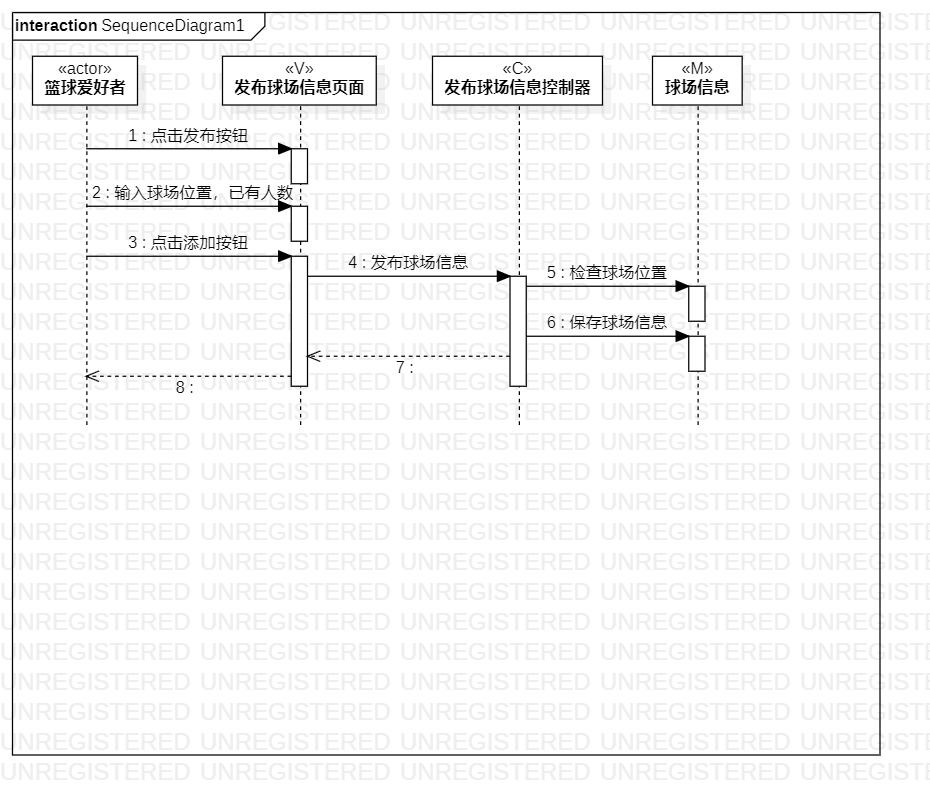 interaction SequenceDiagram1
«actor»
篮球爱好者
«V»
发布球场信息页面
«C»
发布球场信息控制器
«M»
球场信息
1 : 点击发布按钮
2 : 输入球场位置，已有人数
3 : 点击添加按钮
4 : 发布球场信息
5 : 检查球场位置
6 : 保存球场信息
7 :
8 :
UNREGISTERED UNREGISTERED UNREGISTERED UNREGISTERED UNREGISTERED